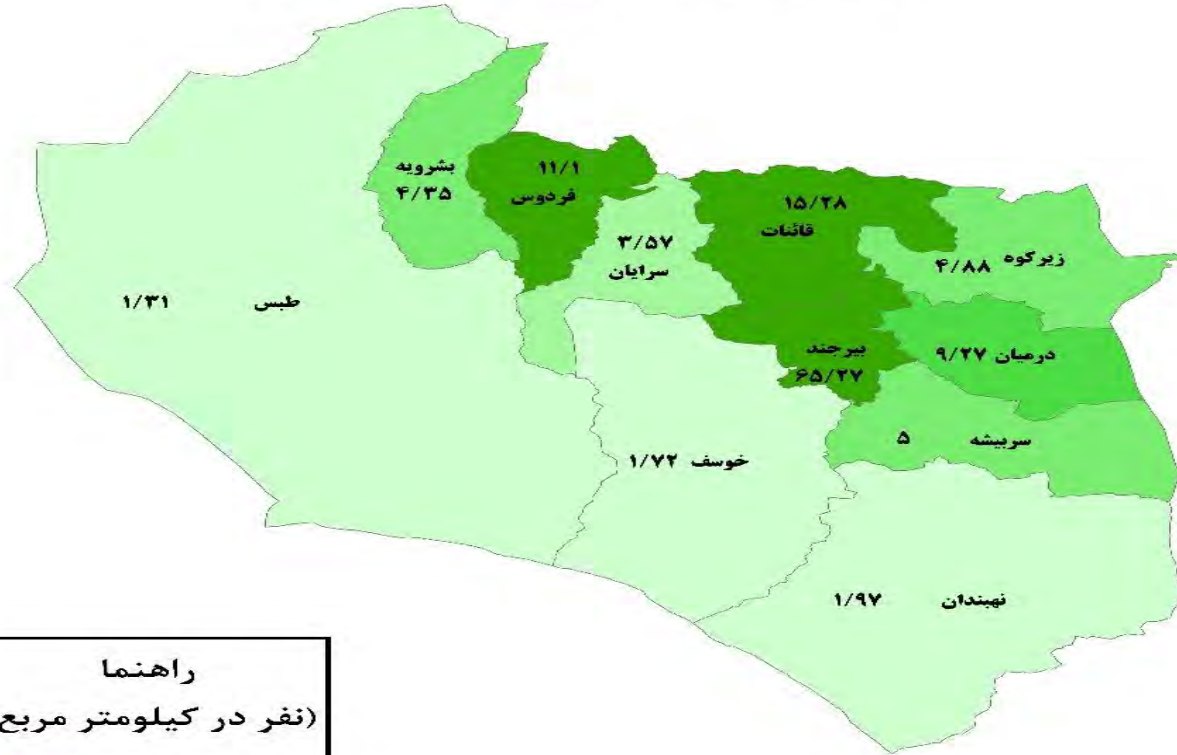 بشرویه
۴/۳۵
۱۱/۱
فردوس
۱۵/۲۸
قائنات
۳/۵۷
سرایان
زیرکوه ۴/۸۸
طبس ۱/۳۱
درمیان ۹/۲۷
بیرجند
۶۵/۲۷
سربیشه ۵
خوسف ۱/۷۲
نهبندان ۱/۹۷
راهنما
(نفر در کیلومتر مربع